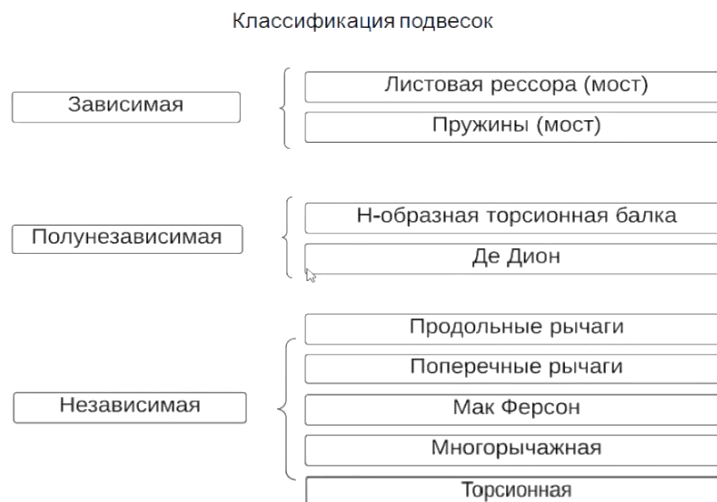 Классификация подвесок
Зависимая
Листовая рессора (мост)
Пружины (мост)
Полунезависимая
Н-образная торсионная балка
Де Дион
Независимая
Продольные рычаги
Поперечные рычаги
Мак Ферсон
Многорычажная
Торсионная